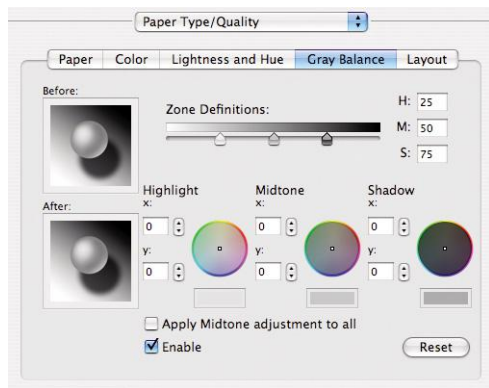 Paper Type/Quality
Paper Color Lightness and Hue Gray Balance Layout
Before:
Zone Definitions:
H: 25
M: 50
S: 75
After:
Highlight Midtone Shadow
x: x: x:
0 0 0
y: y: y:
0 0 0
Apply Midtone adjustment to all
Enable
Reset